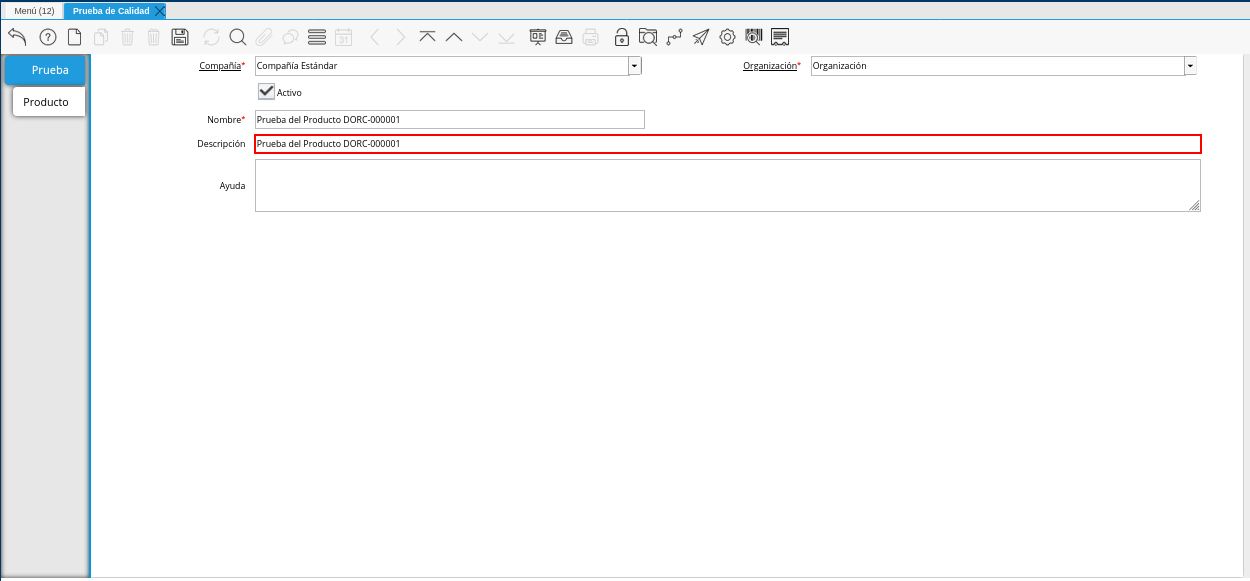 Menú (12) Prueba de Calidad
31
Prueba
Producto
Compañía* Compañía Estándar Organización* Organización
Activo
Nombre* Prueba del Producto DORC-000001
Descripción Prueba del Producto DORC-000001
Ayuda